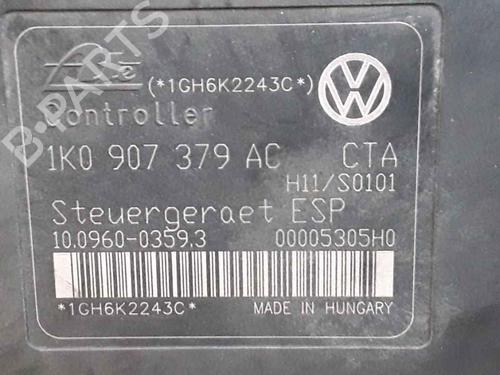 (*1GH6K2243C*)
Controller
1K0 907 379 AC CTA
H11/S0101
Steuergeraet ESP
10.0960-0359.3 00005305H0
*1GH6K2243C* MADE IN HUNGARY
B-PARTS